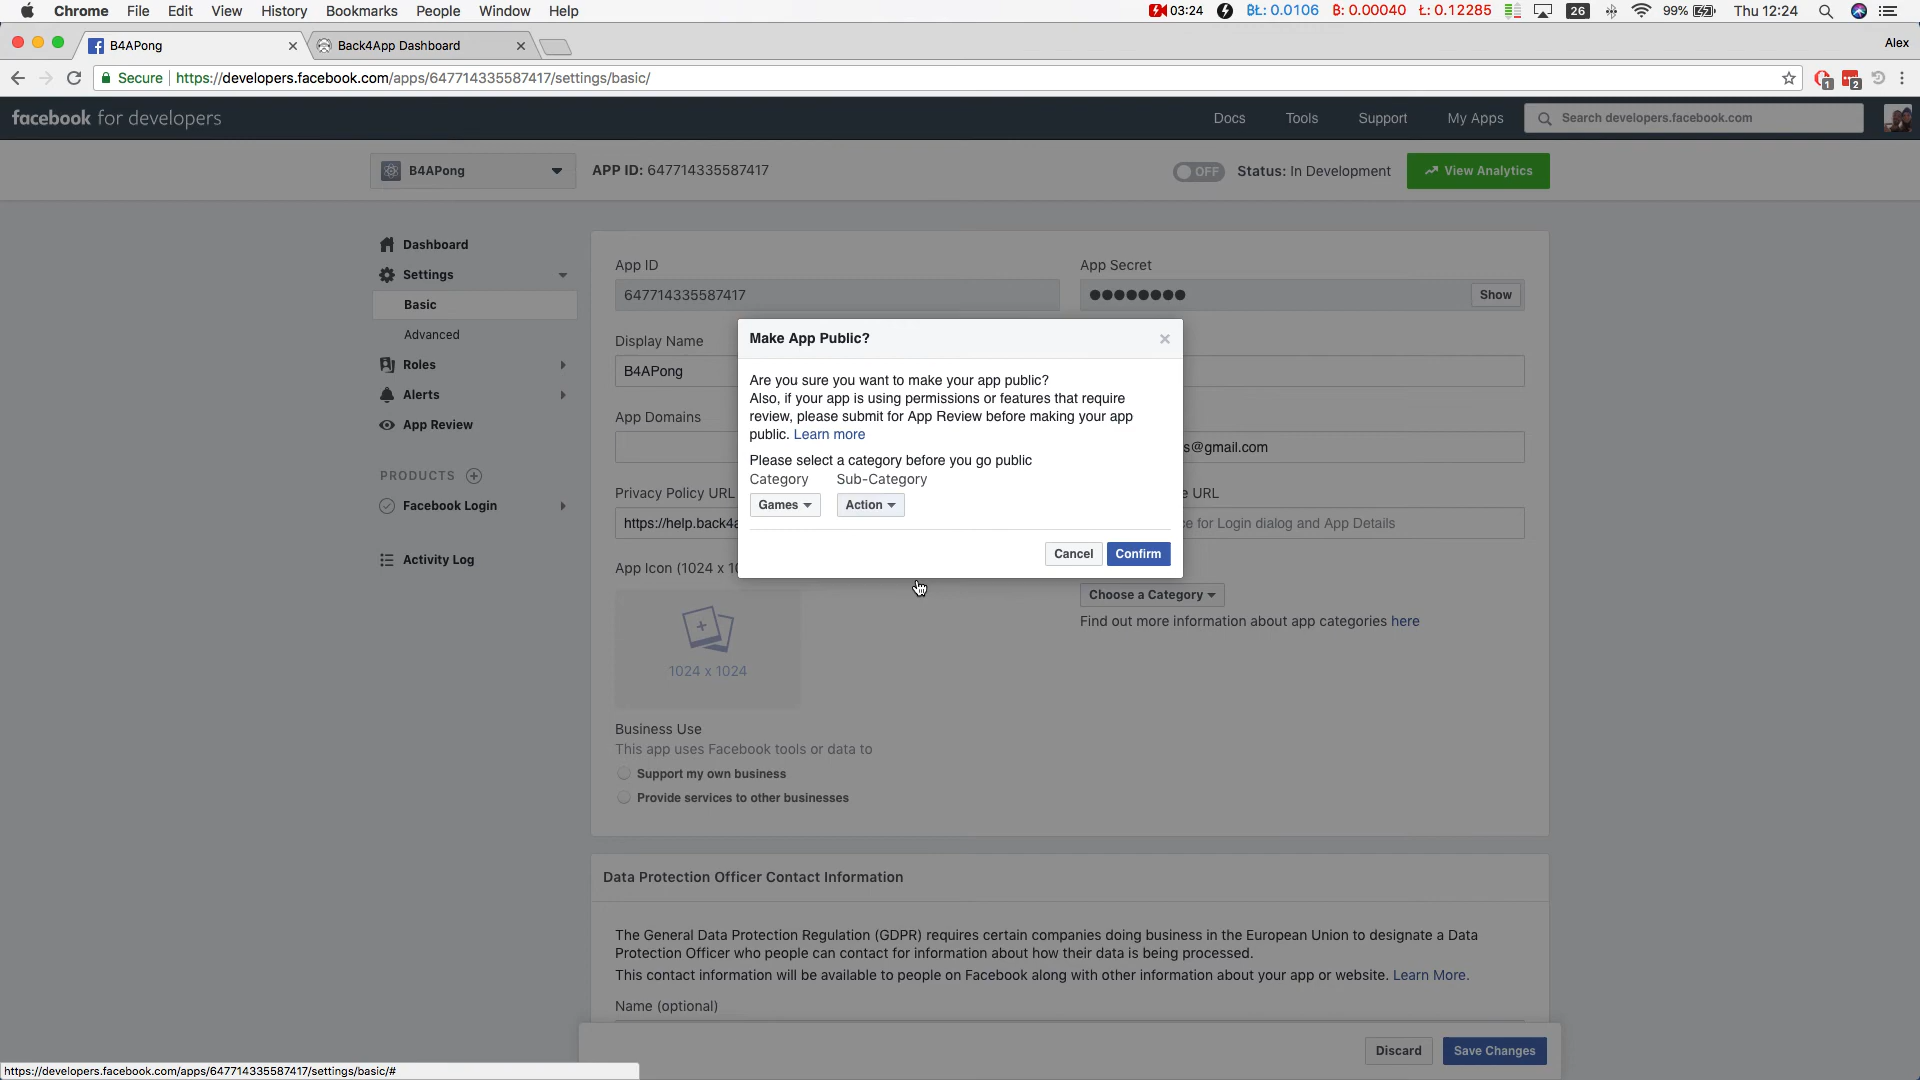 Chrome File Edit View History Bookmarks People Window Help 03:24 ɃŁ: 0.0106 Ƀ: 0.00040 Ł: 0.12285 26 99% Thu 12:24
B4APong Back4App Dashboard Alex
Secure https://developers.facebook.com/apps/647714335587417/settings/basic/ 1 2
facebook for developers Docs Tools Support My Apps Search developers.facebook.com
B4APong APP ID: 647714335587417 OFF Status: In Development View Analytics
Dashboard
Settings
Basic
Advanced
Roles
Alerts
App Review
PRODUCTS
Facebook Login
Activity Log
App ID App Secret
647714335587417 ●●●●●●●● Show
Display Name
B4APong
App Domains
s@gmail.com
Privacy Policy URL e URL
https://help.back4a ce for Login dialog and App Details
App Icon (1024 x 10
Choose a Category
Find out more information about app categories here
1024 x 1024
Make App Public?
Are you sure you want to make your app public?
Also, if your app is using permissions or features that require
review, please submit for App Review before making your app
public. Learn more
Please select a category before you go public
Category Sub-Category
Games Action
Cancel Confirm
Business Use
This app uses Facebook tools or data to
Support my own business
Provide services to other businesses
Data Protection Officer Contact Information
The General Data Protection Regulation (GDPR) requires certain companies doing business in the European Union to designate a Data
Protection Officer who people can contact for information about how their data is being processed.
This contact information will be available to people on Facebook along with other information about your app or website. Learn More.
Name (optional)
Discard Save Changes
https://developers.facebook.com/apps/647714335587417/settings/basic/#